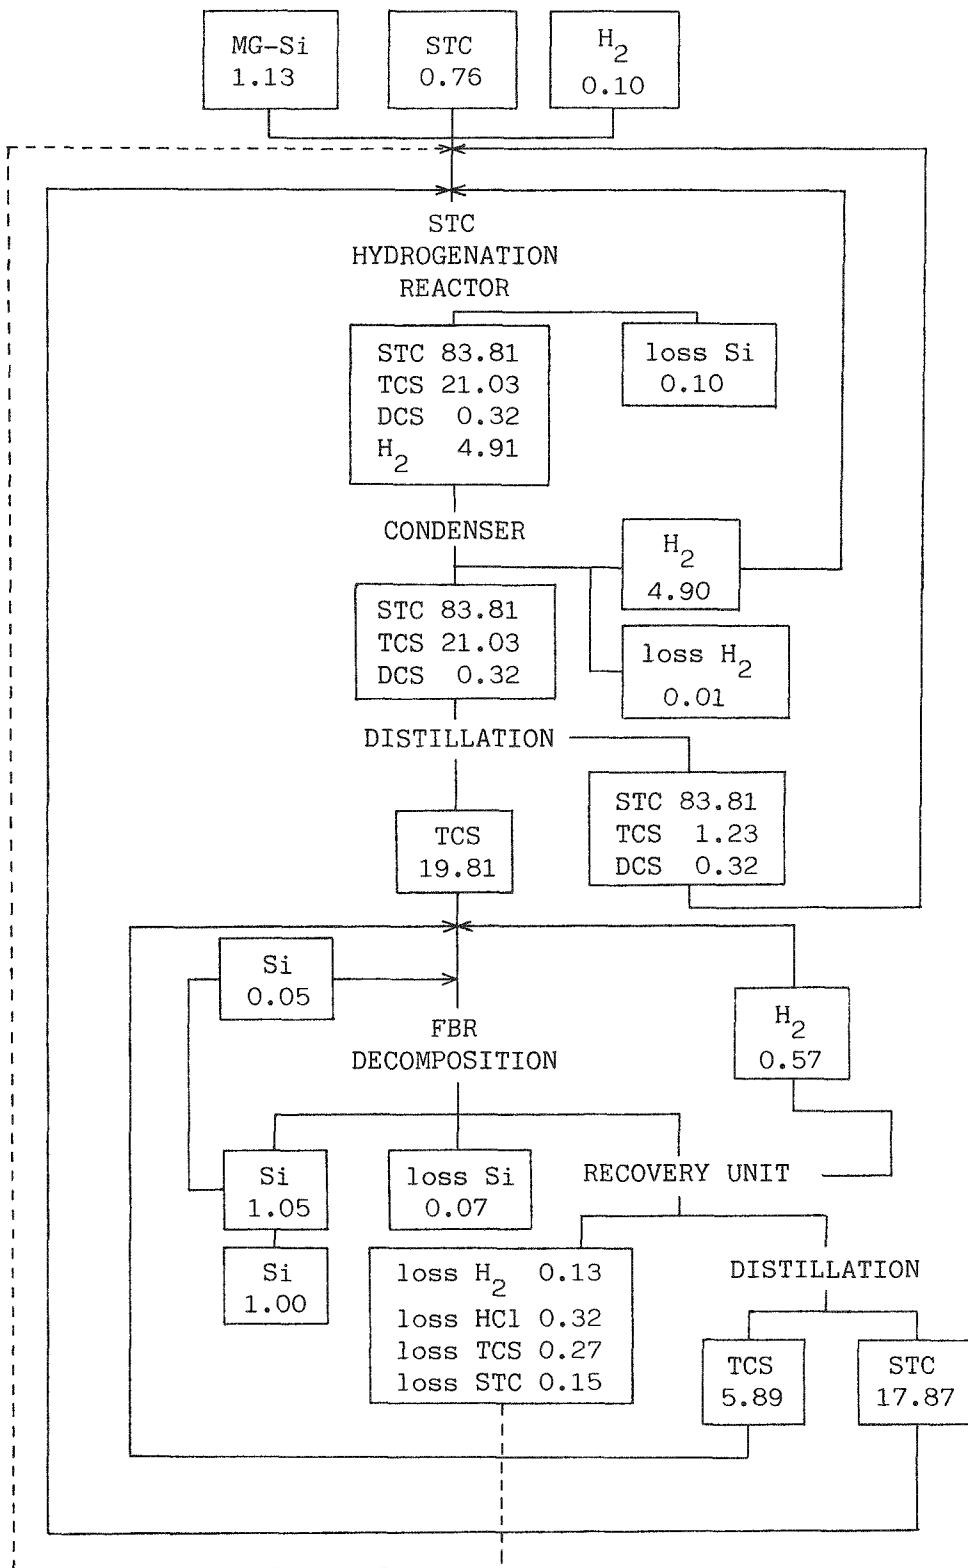 MG-Si
1.13
STC
0.76
H2
0.10
STC
HYDROGENATION
REACTOR
STC 83.81
TCS 21.03
DCS 0.32
H2 4.91
loss Si
0.10
CONDENSER
H2
4.90
STC 83.81
TCS 21.03
DCS 0.32
loss H2
0.01
DISTILLATION
STC 83.81
TCS 1.23
DCS 0.32
TCS
19.81
Si
0.05
H2
0.57
FBR
DECOMPOSITION
Si
1.05
loss Si
0.07
RECOVERY UNIT
Si
1.00
loss H2 0.13
loss HCl 0.32
loss TCS 0.27
loss STC 0.15
DISTILLATION
TCS
5.89
STC
17.87